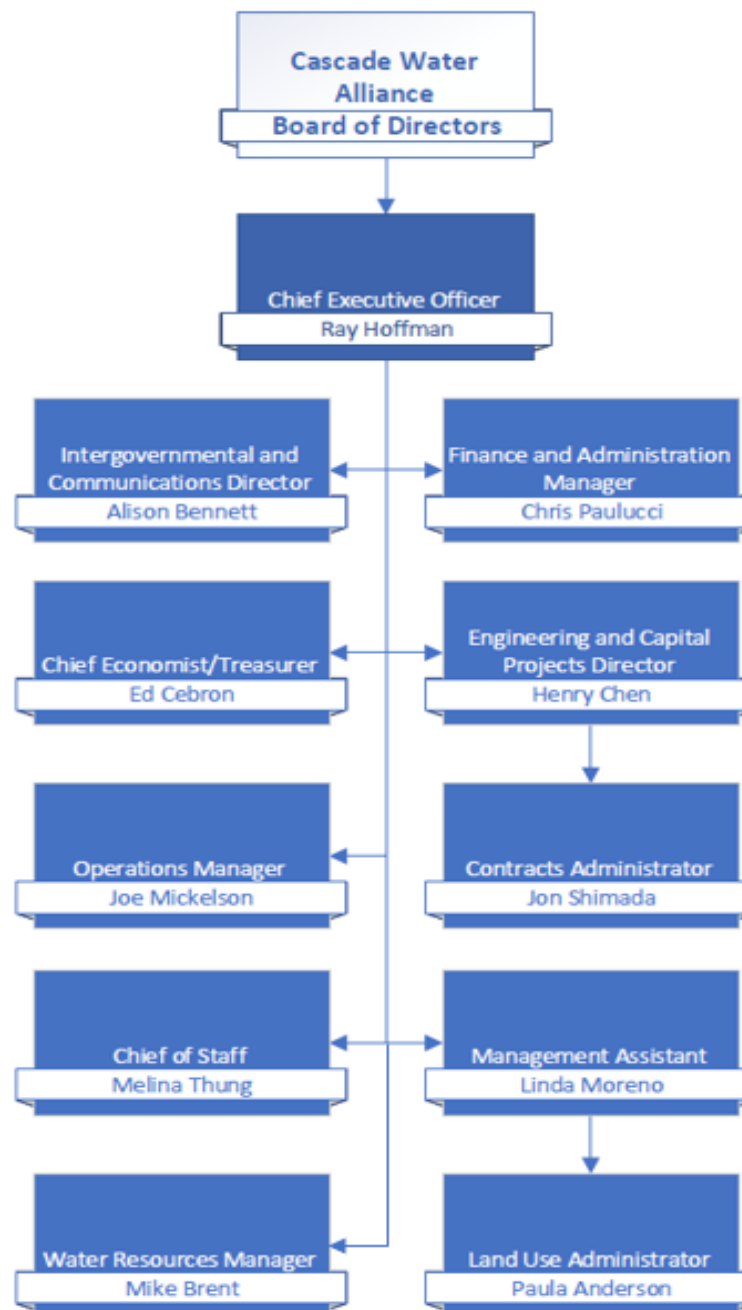 Cascade Water
Alliance
Board of Directors
Chief Executive Officer
Ray Hoffman
Intergovernmental and
Communications Director
Alison Bennett
Finance and Administration
Manager
Chris Paulucci
Chief Economist/Treasurer
Ed Cebron
Engineering and Capital
Projects Director
Henry Chen
Operations Manager
Joe Mickelson
Contracts Administrator
Jon Shimada
Chief of Staff
Melina Thung
Management Assistant
Linda Moreno
Water Resources Manager
Mike Brent
Land Use Administrator
Paula Anderson